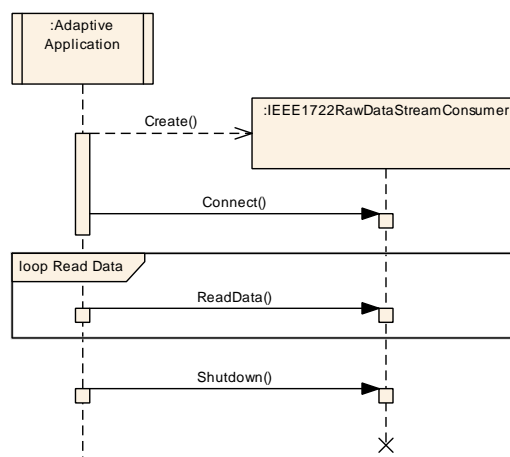 :Adaptive
Application
:IEEE1722RawDataStreamConsumer
Create()
Connect()
loop Read Data
ReadData()
Shutdown()